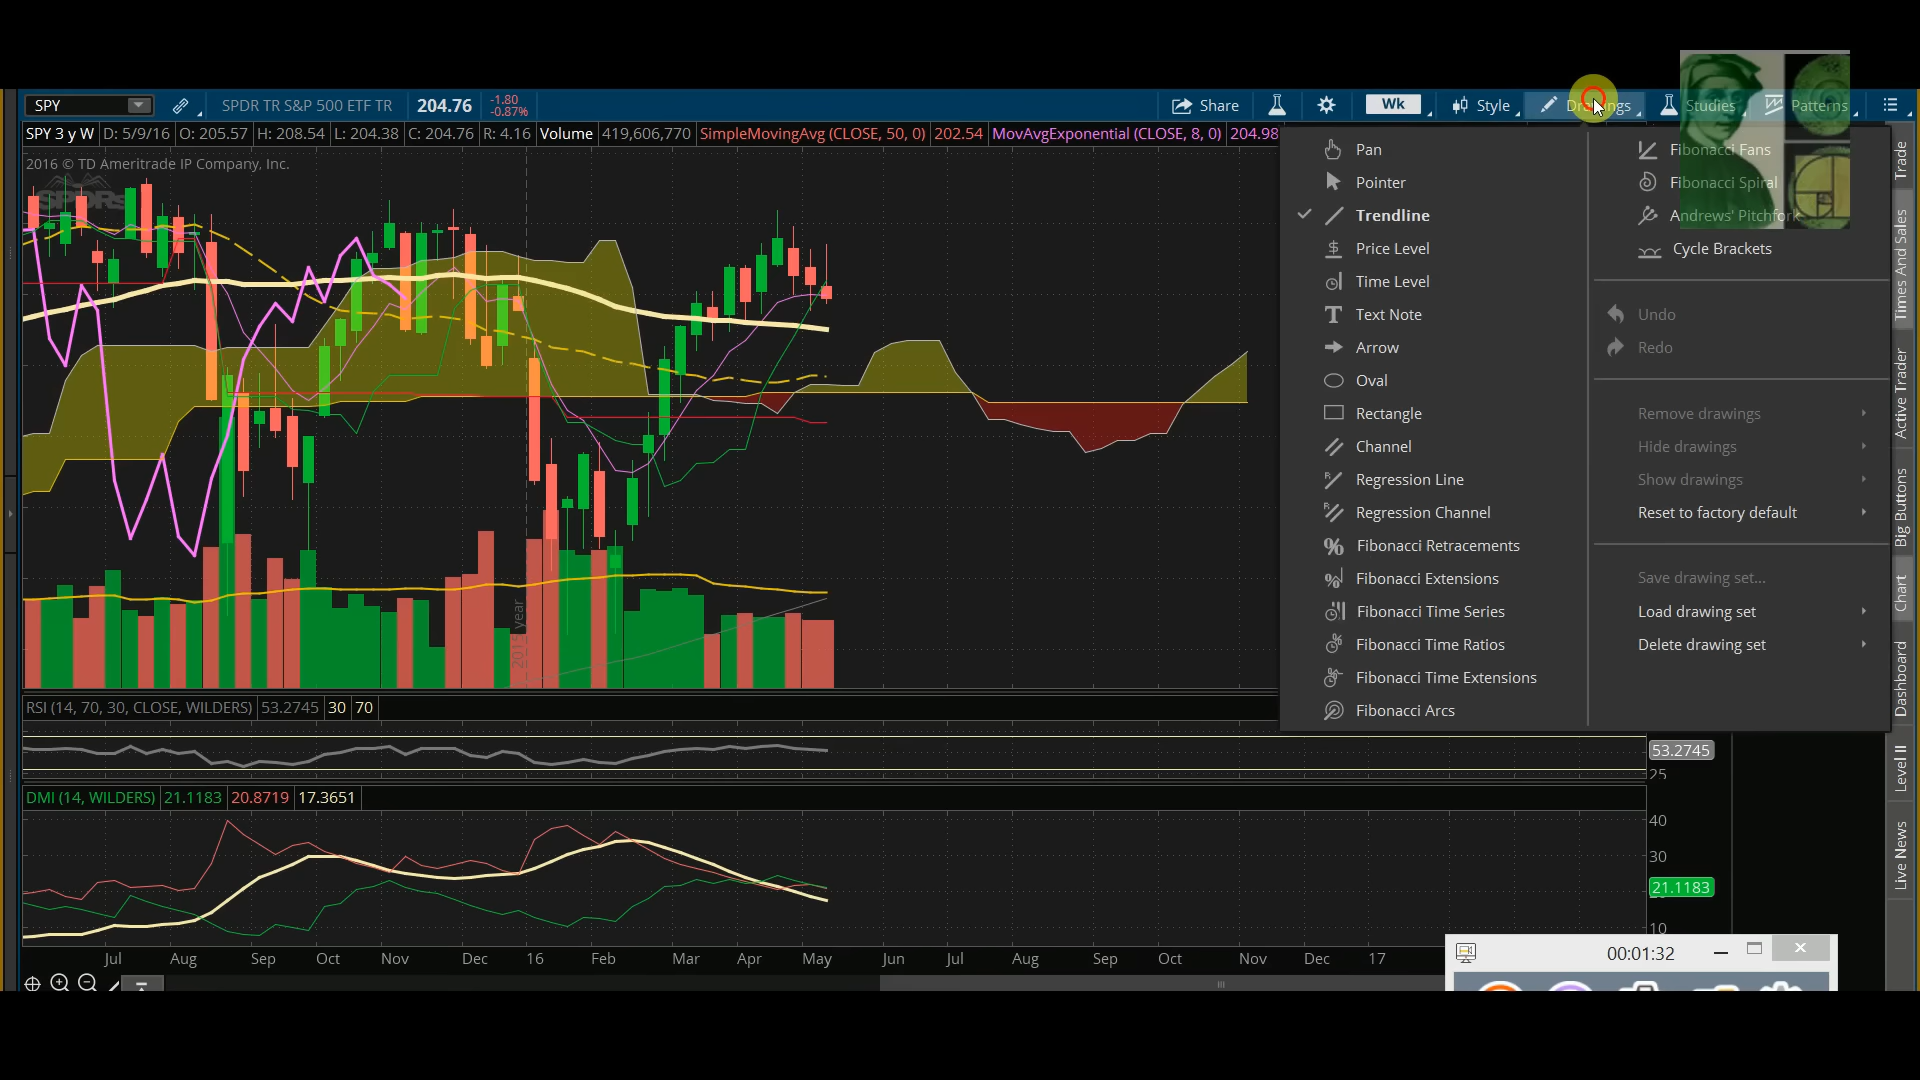 SPY
SPDR TR S&P 500 ETF TR
204.76
-1.80
-0.87%
Share
Wk
Style
Drawings
Studies
Patterns
SPY 3 y W D: 5/9/16 O: 205.57 H: 208.54 L: 204.38 C: 204.76 R: 4.16 Volume 419,606,770 SimpleMovingAvg (CLOSE, 50, 0) 202.54 MovAvgExponential (CLOSE, 8, 0) 204.98
2016 © TD Ameritrade IP Company, Inc.
SPDRs
2015 year
Pan
Pointer
Trendline
Price Level
Time Level
Text Note
Arrow
Oval
Rectangle
Channel
Regression Line
Regression Channel
Fibonacci Retracements
Fibonacci Extensions
Fibonacci Time Series
Fibonacci Time Ratios
Fibonacci Time Extensions
Fibonacci Arcs
Fibonacci Fans
Fibonacci Spiral
Andrews' Pitchfork
Cycle Brackets
Undo
Redo
Remove drawings
Hide drawings
Show drawings
Reset to factory default
Save drawing set...
Load drawing set
Delete drawing set
Trade
Times And Sales
Active Trader
Big Buttons
Chart
Dashboard
Level II
Live News
RSI (14, 70, 30, CLOSE, WILDERS) 53.2745 30 70
53.2745
25
DMI (14, WILDERS) 21.1183 20.8719 17.3651
40
30
21.1183
10
Jul Aug Sep Oct Nov Dec 16 Feb Mar Apr May Jun Jul Aug Sep Oct Nov Dec 17
00:01:32